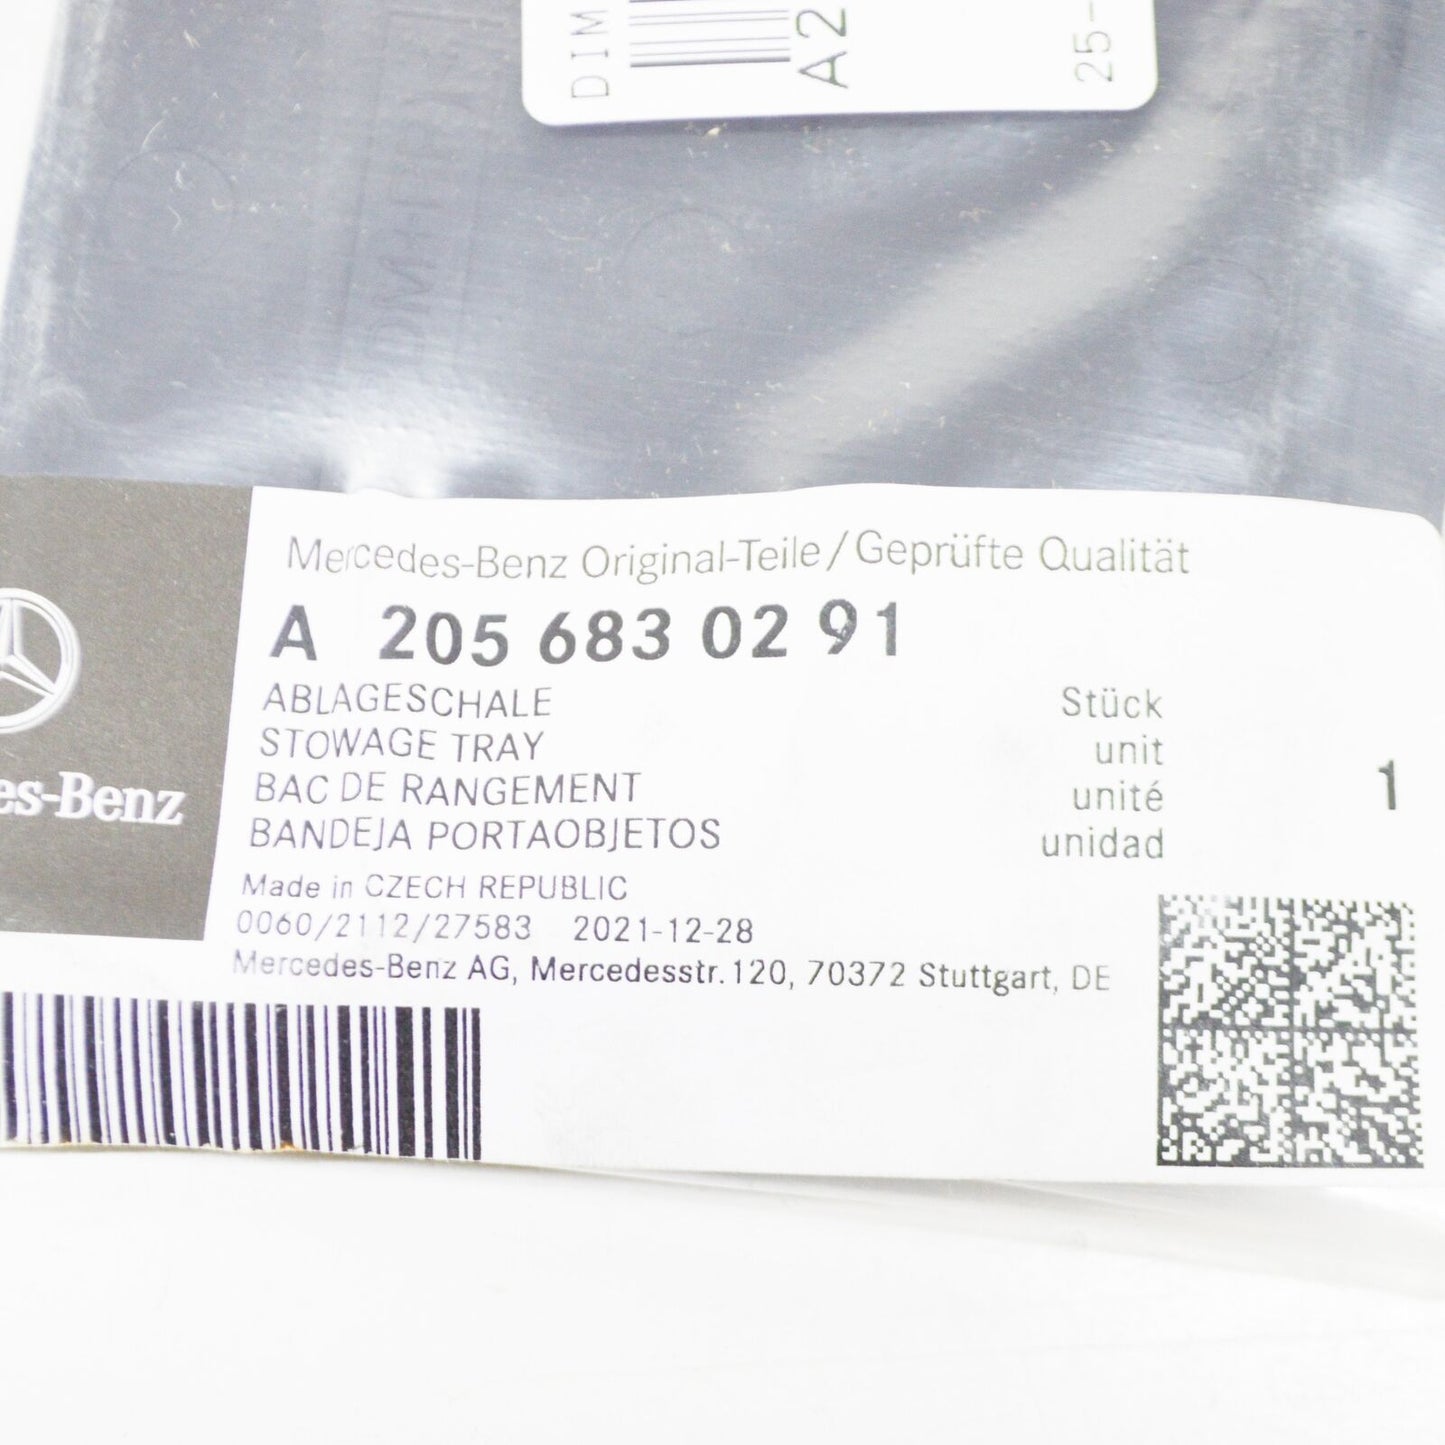 DIM
A2
25-
Mercedes-Benz Original-Teile/Geprüfte Qualität
A 205 683 02 91
ABLAGESCHALE Stück
STOWAGE TRAY unit
BAC DE RANGEMENT unité 1
BANDEJA PORTAOBJETOS unidad
es-Benz
Made in CZECH REPUBLIC
0060/2112/27583 2021-12-28
Mercedes-Benz AG, Mercedesstr. 120, 70372 Stuttgart, DE